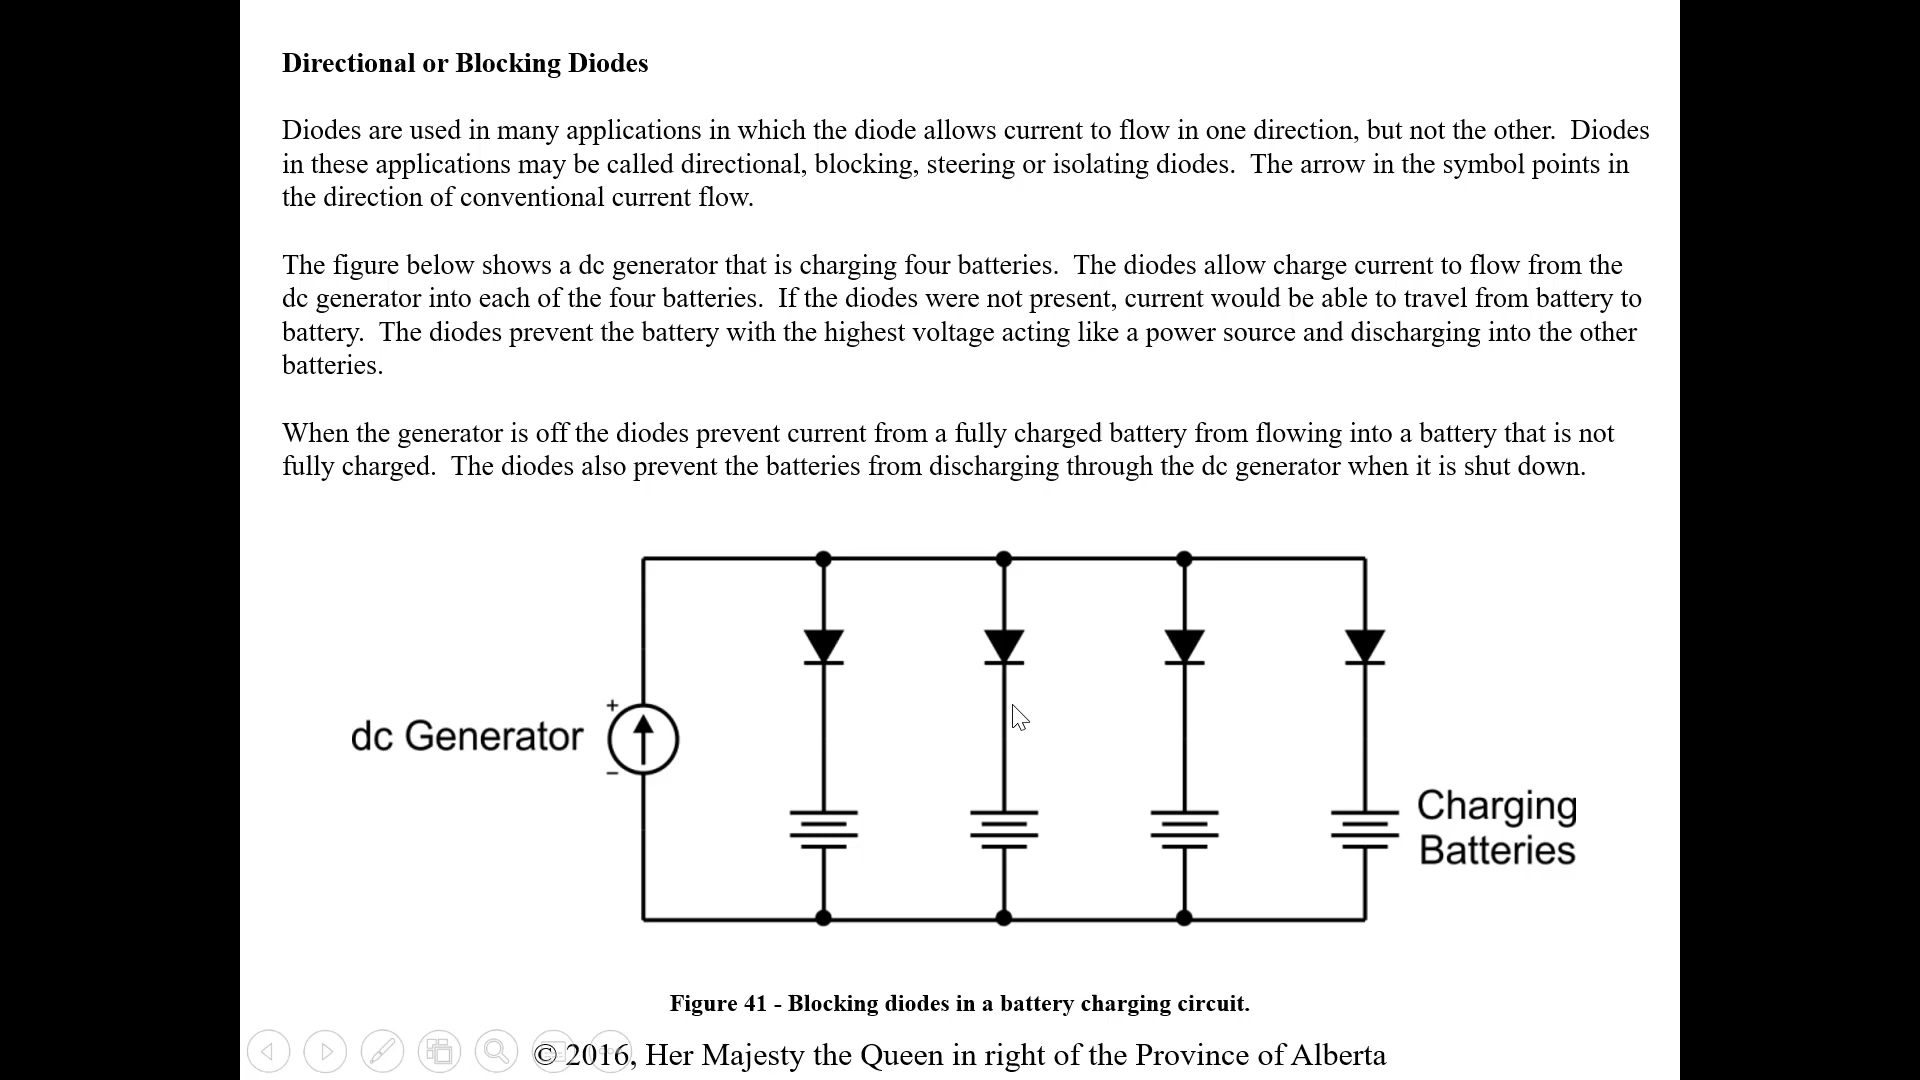 Directional or Blocking Diodes
Diodes are used in many applications in which the diode allows current to flow in one direction, but not the other.  Diodes
in these applications may be called directional, blocking, steering or isolating diodes.  The arrow in the symbol points in
the direction of conventional current flow.
The figure below shows a dc generator that is charging four batteries.  The diodes allow charge current to flow from the
dc generator into each of the four batteries.  If the diodes were not present, current would be able to travel from battery to
battery.  The diodes prevent the battery with the highest voltage acting like a power source and discharging into the other
batteries.
When the generator is off the diodes prevent current from a fully charged battery from flowing into a battery that is not
fully charged.  The diodes also prevent the batteries from discharging through the dc generator when it is shut down.
+
dc Generator
−
Charging
Batteries
Figure 41 - Blocking diodes in a battery charging circuit.
© 2016, Her Majesty the Queen in right of the Province of Alberta